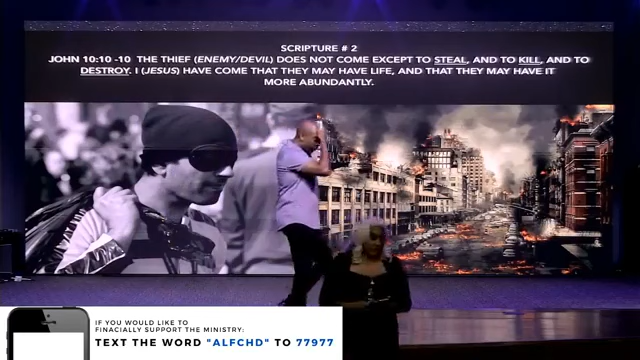 SCRIPTURE # 2
JOHN 10:10 -10 THE THIEF (ENEMY/DEVIL) DOES NOT COME EXCEPT TO STEAL, AND TO KILL, AND TO
DESTROY. I (JESUS) HAVE COME THAT THEY MAY HAVE LIFE, AND THAT THEY MAY HAVE IT
MORE ABUNDANTLY.
IF YOU WOULD LIKE TO
FINACIALLY SUPPORT THE MINISTRY:
TEXT THE WORD "ALFCHD" TO 77977